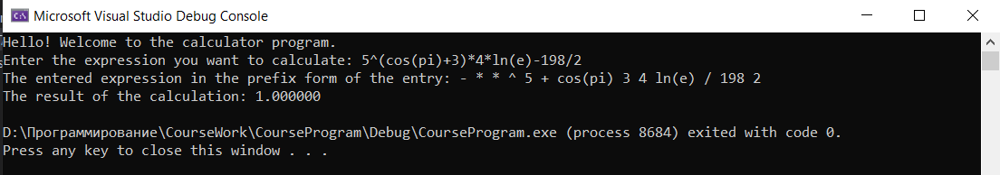 Microsoft Visual Studio Debug Console
Hello! Welcome to the calculator program.
Enter the expression you want to calculate: 5^(cos(pi)+3)*4*ln(e)-198/2
The entered expression in the prefix form of the entry: - * * ^ 5 + cos(pi) 3 4 ln(e) / 198 2
The result of the calculation: 1.000000
D:\Программирование\CourseWork\CourseProgram\Debug\CourseProgram.exe (process 8684) exited with code 0.
Press any key to close this window . . .